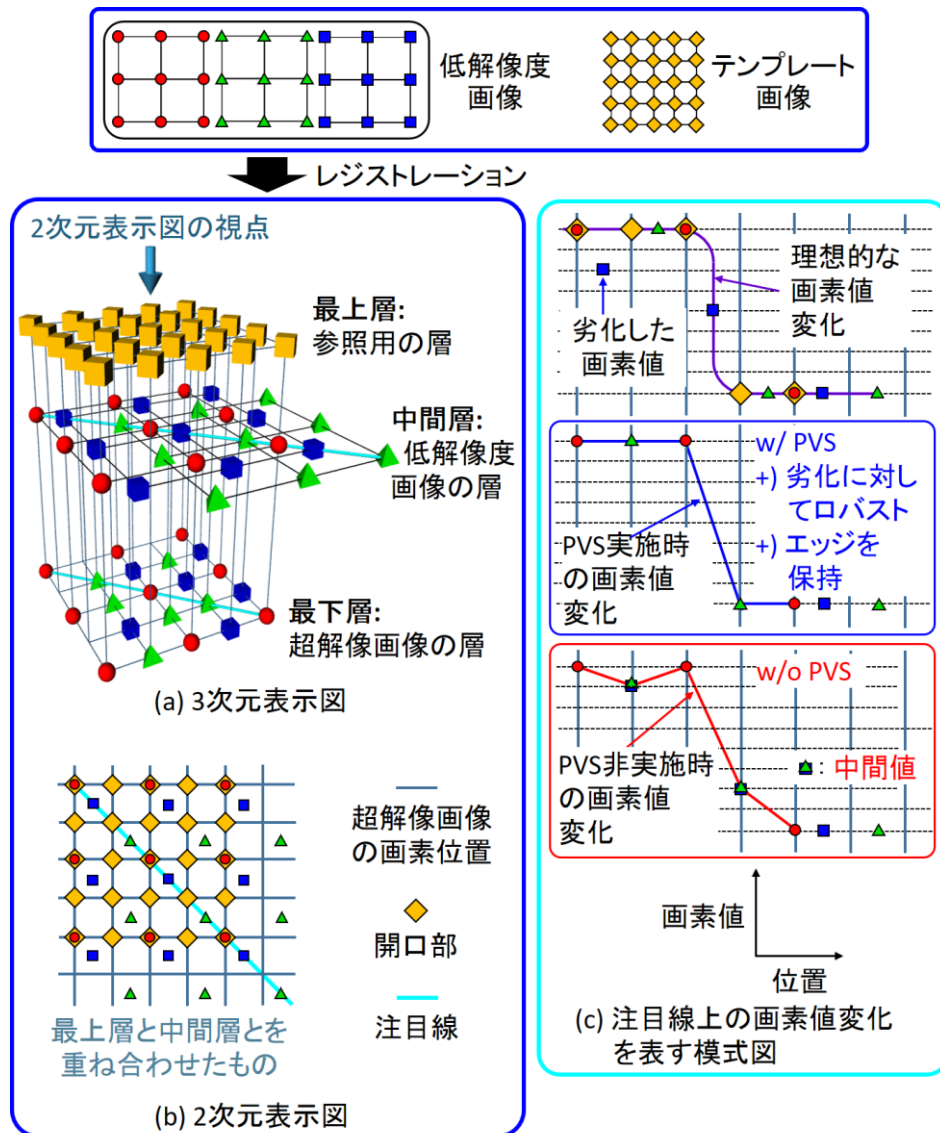 低解像度
画像
テンプレート
画像
レジストレーション
2次元表示図の視点
最上層:
参照用の層
中間層:
低解像度
画像の層
最下層:
超解像画像の層
(a) 3次元表示図
超解像画像
の画素位置
開口部
注目線
最上層と中間層とを
重ね合わせたもの
(b) 2次元表示図
理想的な
画素値
変化
劣化した
画素値
w/ PVS
+) 劣化に対し
てロバスト
+) エッジを
保持
PVS実施時
の画素値
変化
w/o PVS
PVS非実施時
の画素値
変化
: 中間値
画素値
位置
(c) 注目線上の画素値変化
を表す模式図